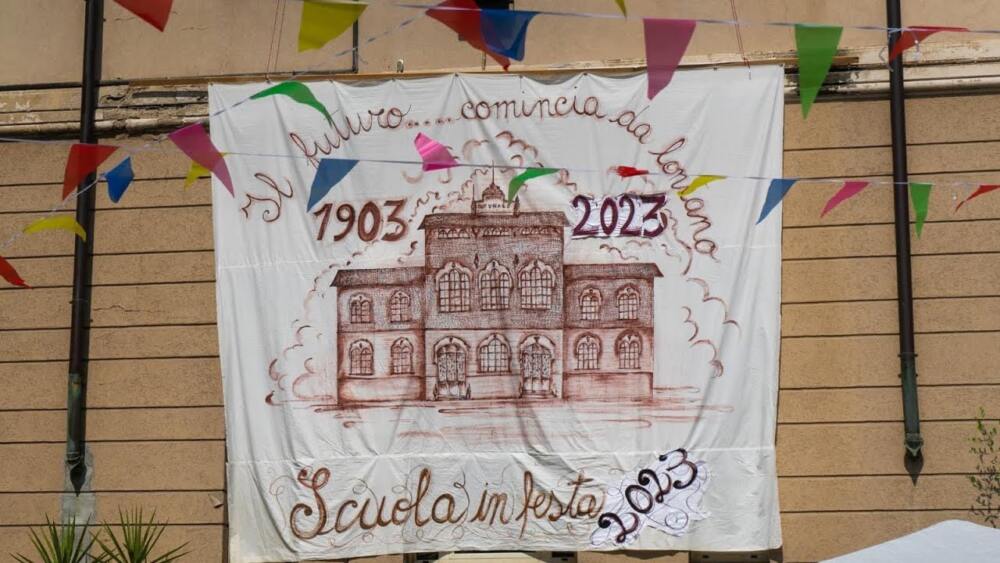 Il futuro..... comincia da lontano
1903 2023
Scuola in festa 2023